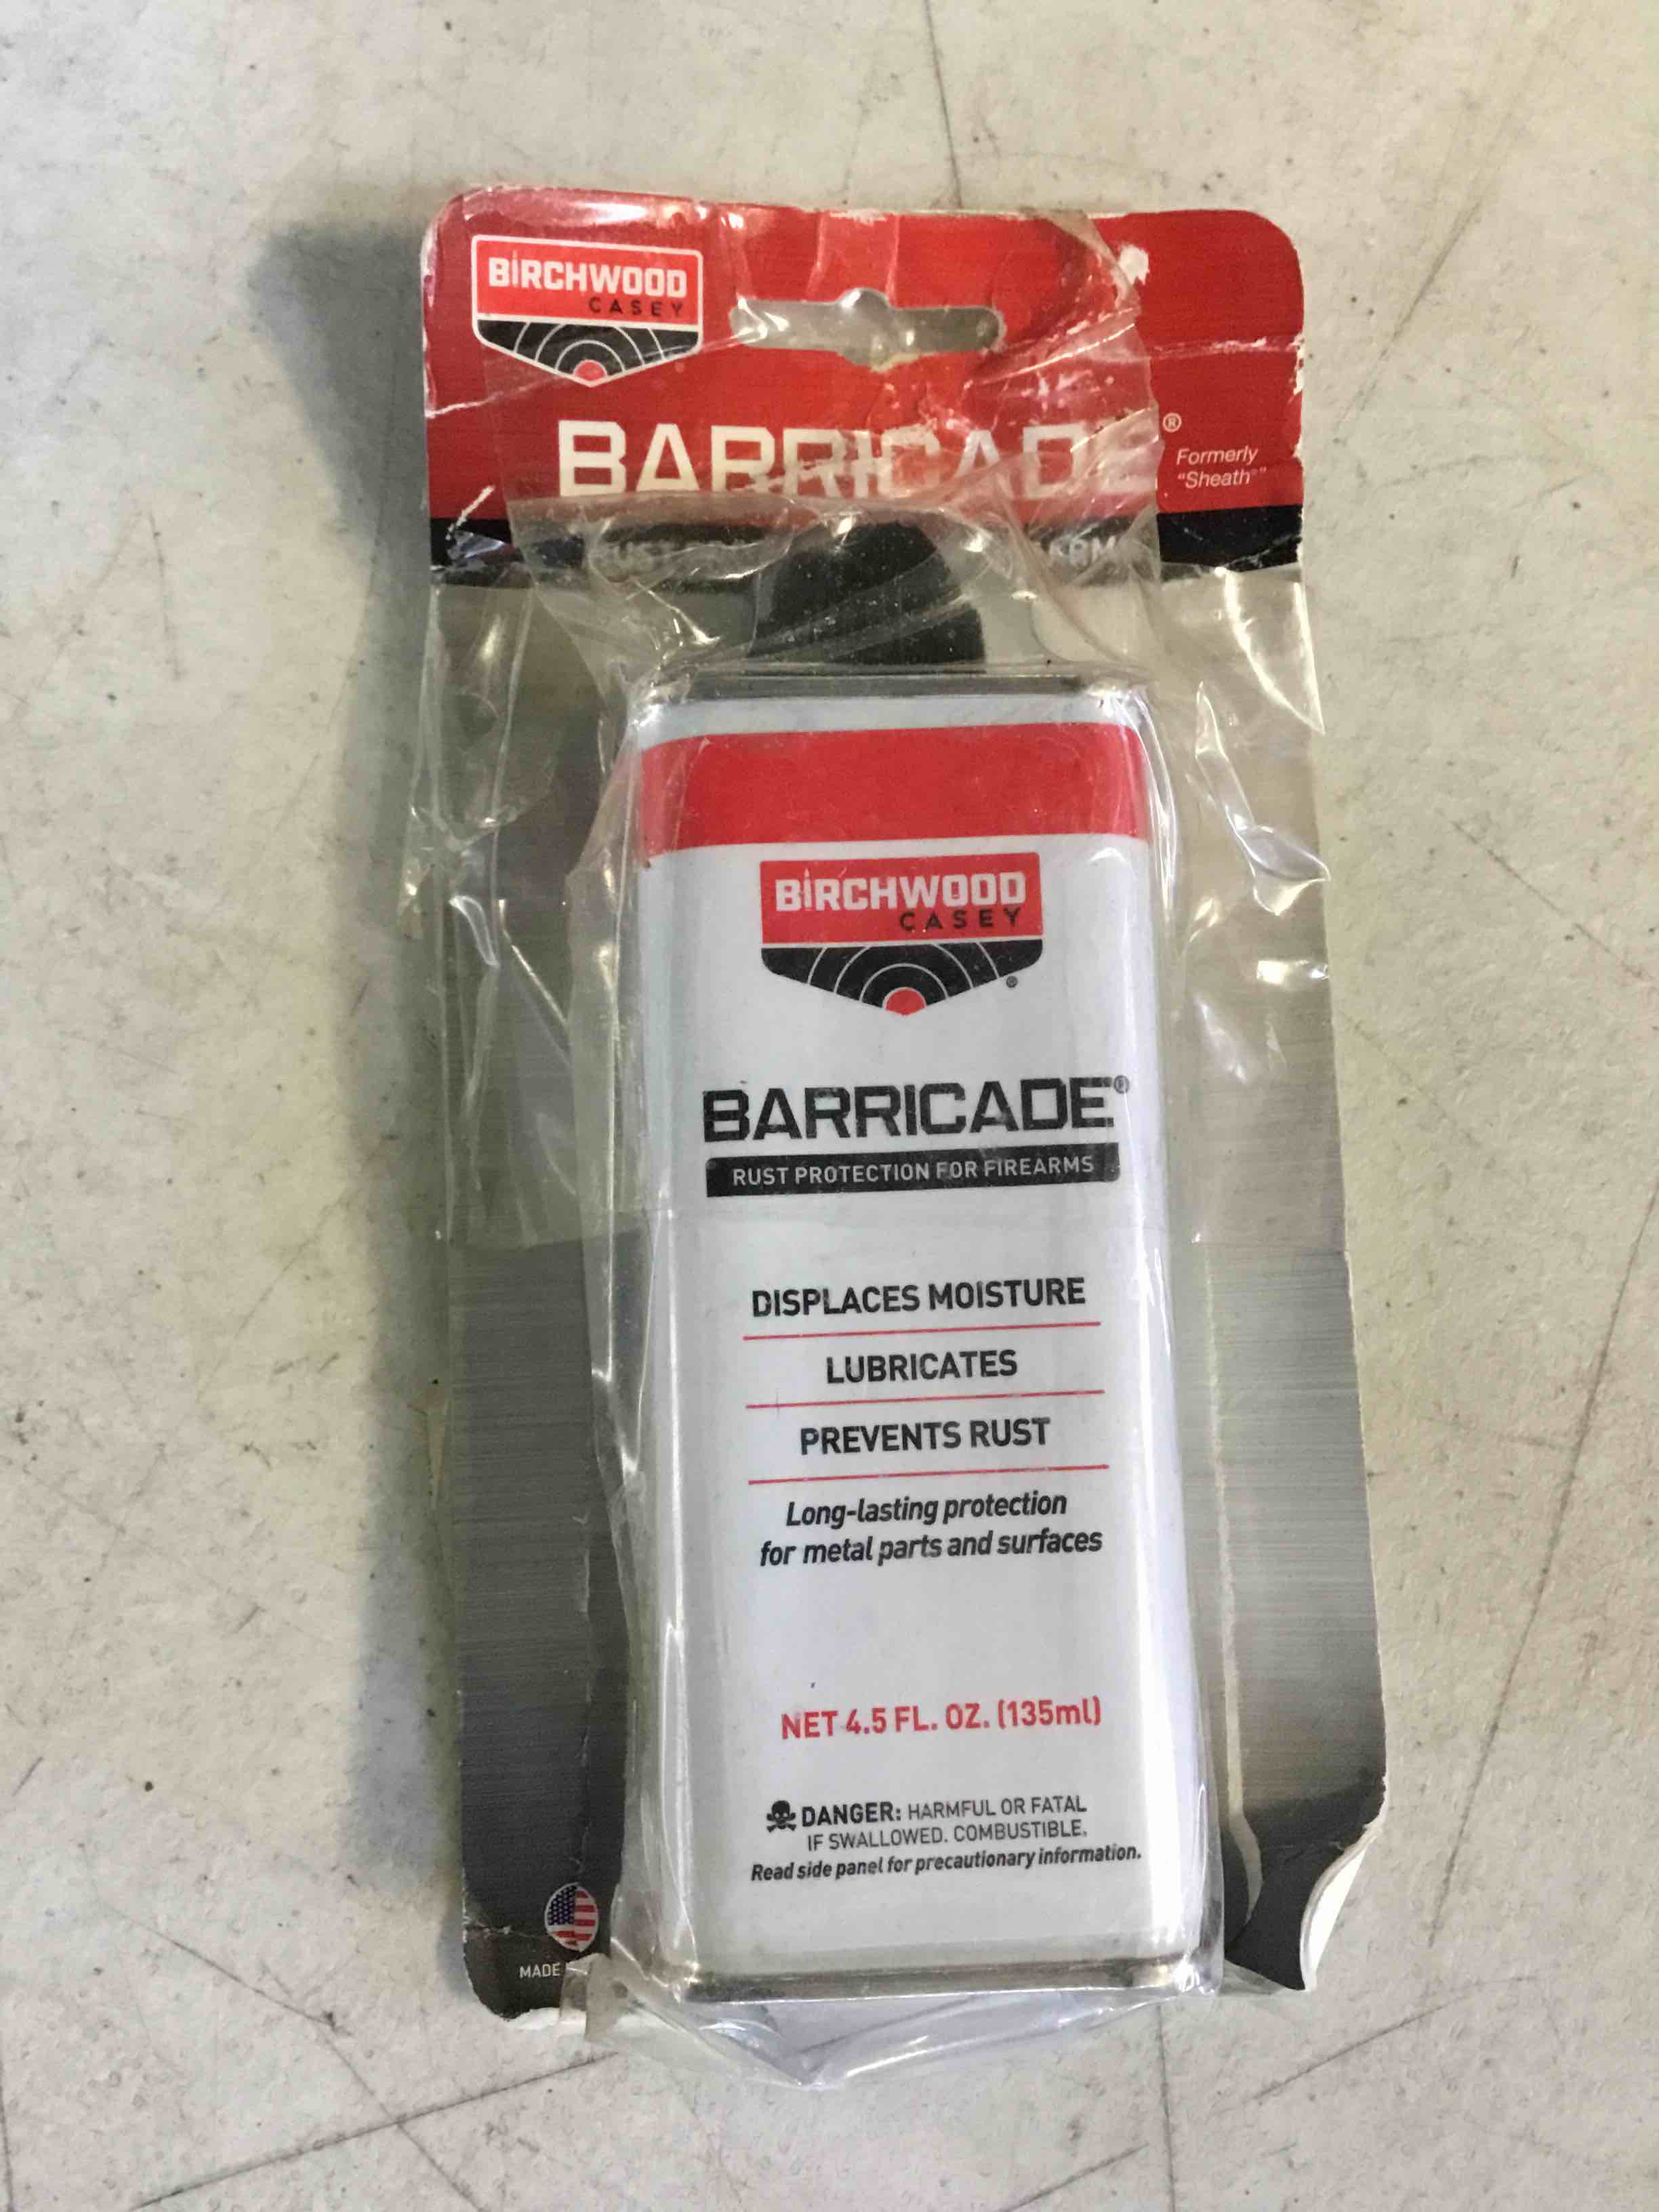 BIRCHWOOD
CASEY
BARRICADE®
Formerly
"Sheath®"
BIRCHWOOD
CASEY
®
BARRICADE®
RUST PROTECTION FOR FIREARMS
DISPLACES MOISTURE
LUBRICATES
PREVENTS RUST
Long-lasting protection
for metal parts and surfaces
NET 4.5 FL. OZ. (135ml)
DANGER: HARMFUL OR FATAL
IF SWALLOWED. COMBUSTIBLE.
Read side panel for precautionary information.
MADE